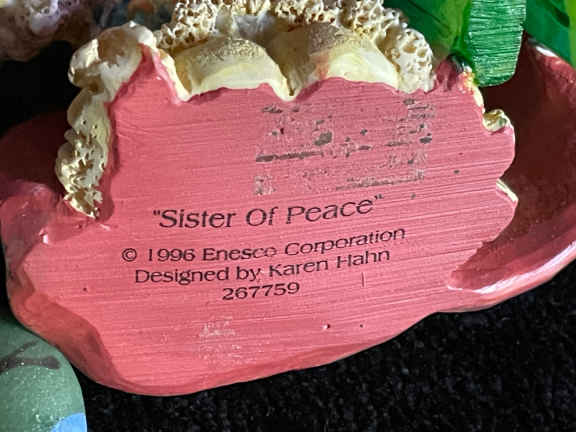 "Sister Of Peace"
© 1996 Enesco Corporation
Designed by Karen Hahn
267759